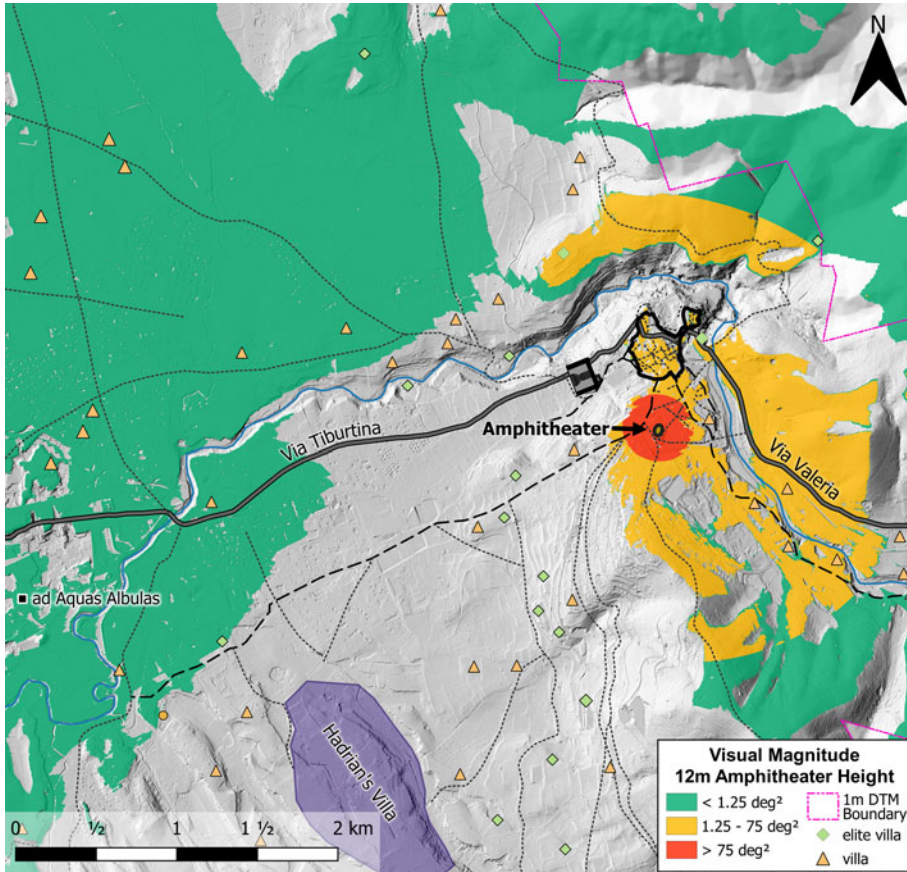 N
Via Tiburtina
Amphitheater
Via Valeria
ad Aquas Albulas
Hadrian's Villa
0 ½ 1 1 ½ 2 km
Visual Magnitude
12m Amphitheater Height
< 1.25 deg²
1.25 - 75 deg²
> 75 deg²
1m DTM
Boundary
elite villa
villa